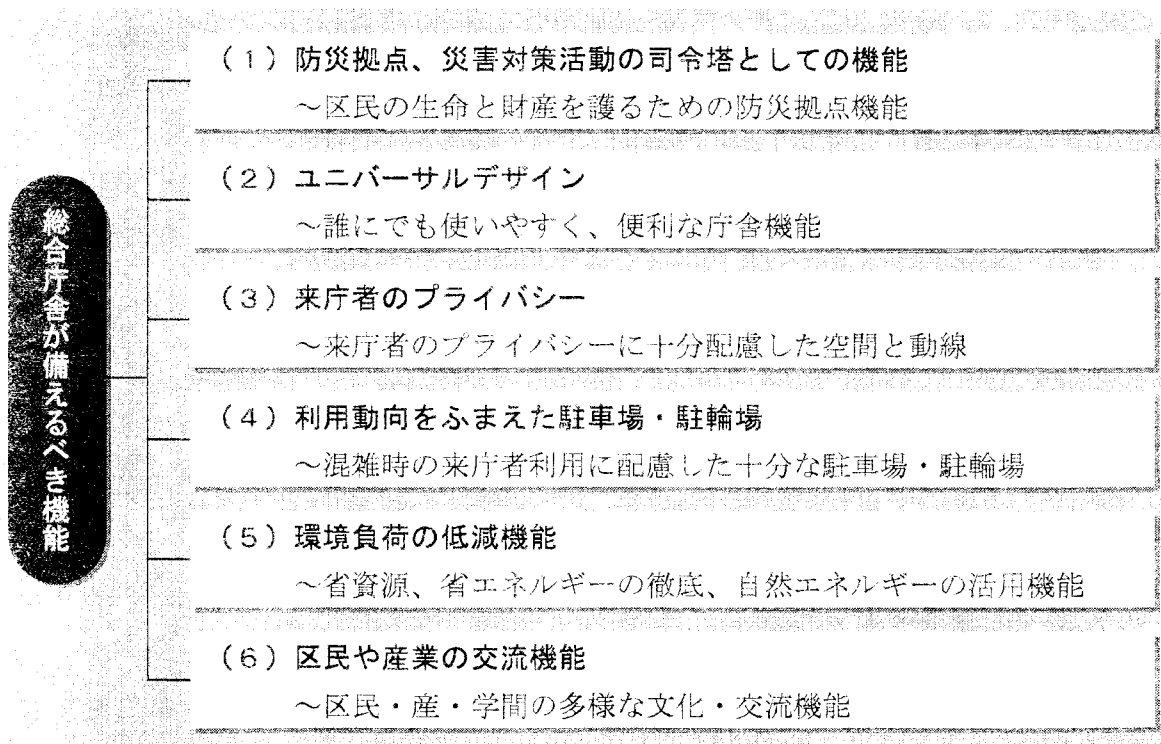 総合庁舎が備えるべき機能
（１）防災拠点、災害対策活動の司令塔としての機能
～区民の生命と財産を護るための防災拠点機能
（２）ユニバーサルデザイン
～誰にでも使いやすく、便利な庁舎機能
（３）来庁者のプライバシー
～来庁者のプライバシーに十分配慮した空間と動線
（４）利用動向をふまえた駐車場・駐輪場
～混雑時の来庁者利用に配慮した十分な駐車場・駐輪場
（５）環境負荷の低減機能
～省資源、省エネルギーの徹底、自然エネルギーの活用機能
（６）区民や産業の交流機能
～区民・産・学間の多様な文化・交流機能